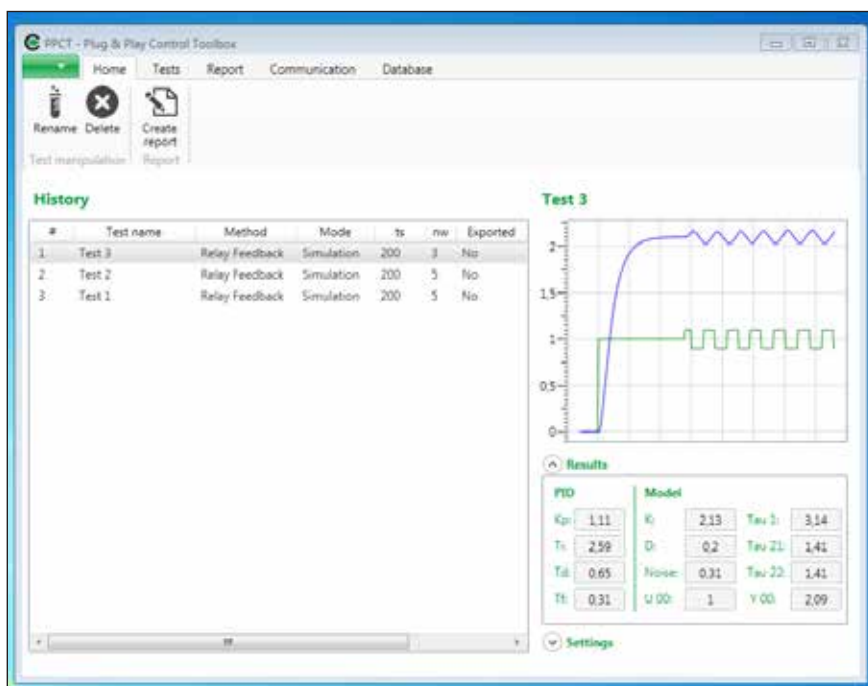 PPCT - Plug & Play Control Toolbox
Home Tests Report Communication Database
Rename Delete Create report
Test manipulation Report
History
# Test name Method Mode ts nw Exported
1 Test 3 Relay Feedback Simulation 200 3 No
2 Test 2 Relay Feedback Simulation 200 5 No
3 Test 1 Relay Feedback Simulation 200 5 No
Test 3
2
1,5
1
0,5
0
Results
PID Model
Kp: 1,11 K: 2,13 Tau 1: 3,14
Ti: 2,59 D: 0,2 Tau 21: 1,41
Td: 0,65 Noise: 0,31 Tau 22: 1,41
Tf: 0,31 U 00: 1 Y 00: 2,09
Settings